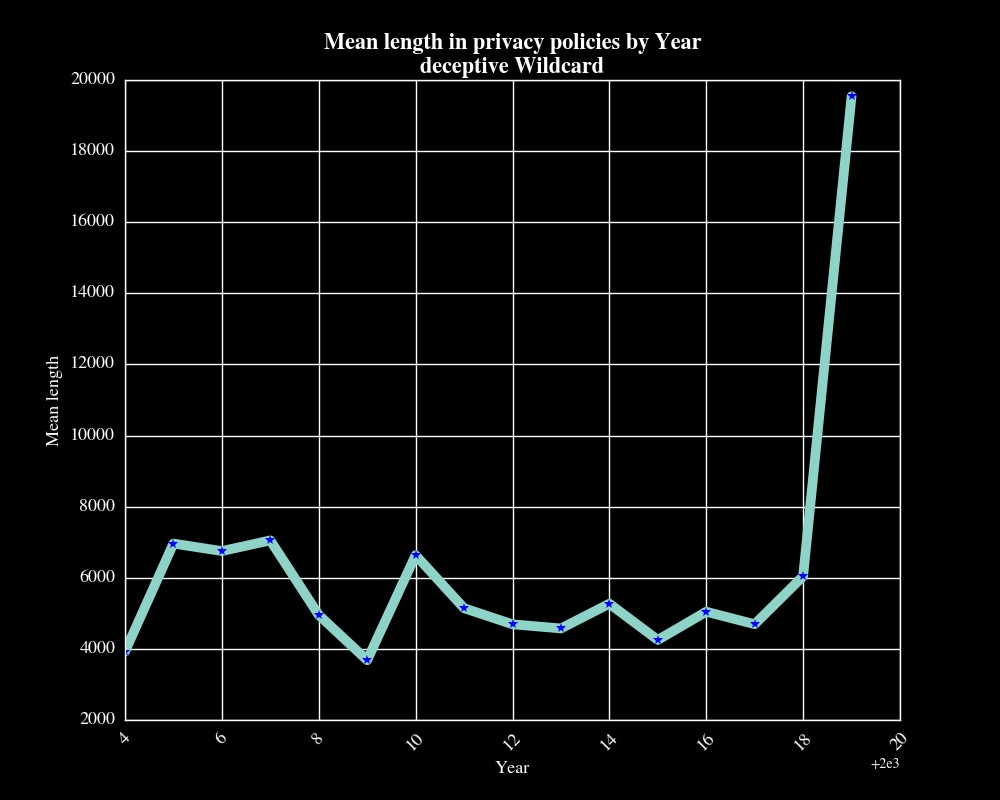 Mean length in privacy policies by Year
deceptive Wildcard
20000
18000
16000
14000
12000
10000
8000
6000
4000
2000
Mean length
4 6 8 10 12 14 16 18 20
Year
+2e3